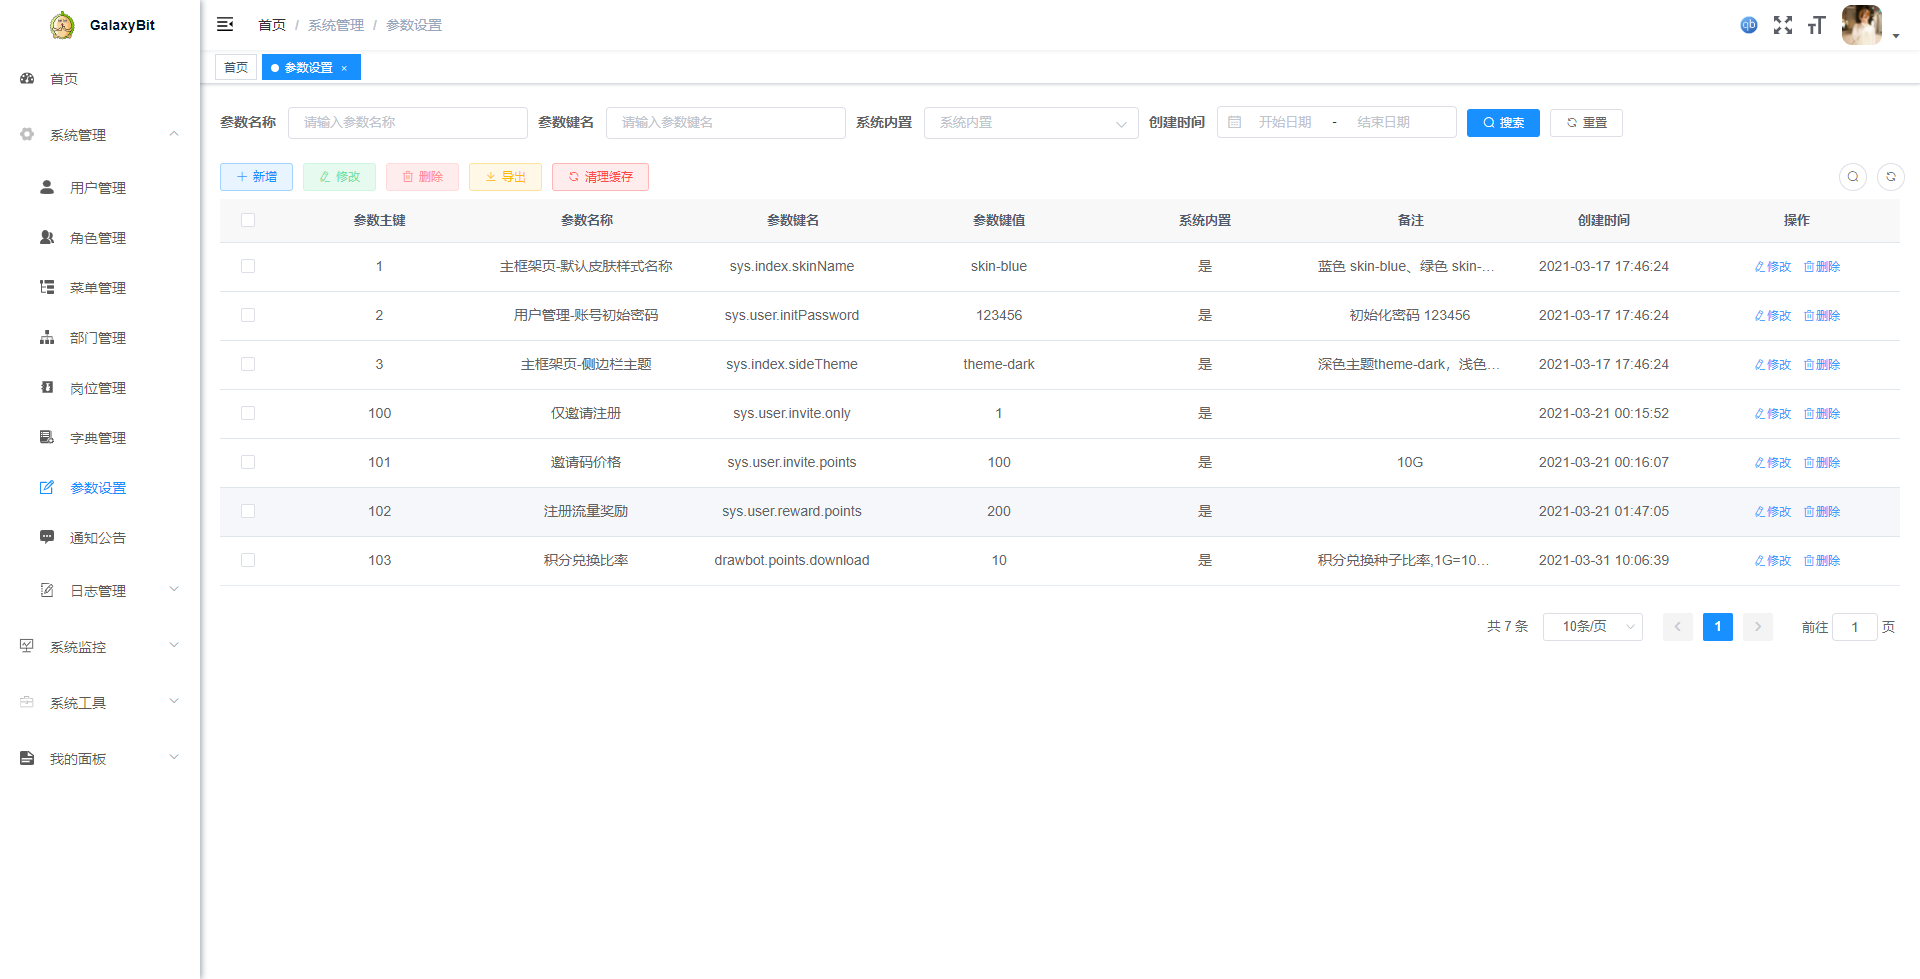 GalaxyBit
首页
系统管理
用户管理
角色管理
菜单管理
部门管理
岗位管理
字典管理
参数设置
通知公告
日志管理
系统监控
系统工具
我的面板
首页 / 系统管理 / 参数设置
qb
首页 参数设置 ×
参数名称 请输入参数名称 参数键名 请输入参数键名 系统内置 系统内置 创建时间 开始日期 - 结束日期 搜索 重置
新增 修改 删除 导出 清理缓存
参数主键 参数名称 参数键名 参数键值 系统内置 备注 创建时间 操作
1 主框架页-默认皮肤样式名称 sys.index.skinName skin-blue 是 蓝色 skin-blue、绿色 skin-... 2021-03-17 17:46:24 修改 删除
2 用户管理-账号初始密码 sys.user.initPassword 123456 是 初始化密码 123456 2021-03-17 17:46:24 修改 删除
3 主框架页-侧边栏主题 sys.index.sideTheme theme-dark 是 深色主题theme-dark，浅色... 2021-03-17 17:46:24 修改 删除
100 仅邀请注册 sys.user.invite.only 1 是 2021-03-21 00:15:52 修改 删除
101 邀请码价格 sys.user.invite.points 100 是 10G 2021-03-21 00:16:07 修改 删除
102 注册流量奖励 sys.user.reward.points 200 是 2021-03-21 01:47:05 修改 删除
103 积分兑换比率 drawbot.points.download 10 是 积分兑换种子比率,1G=10... 2021-03-31 10:06:39 修改 删除
共 7 条 10条/页 1 前往 1 页